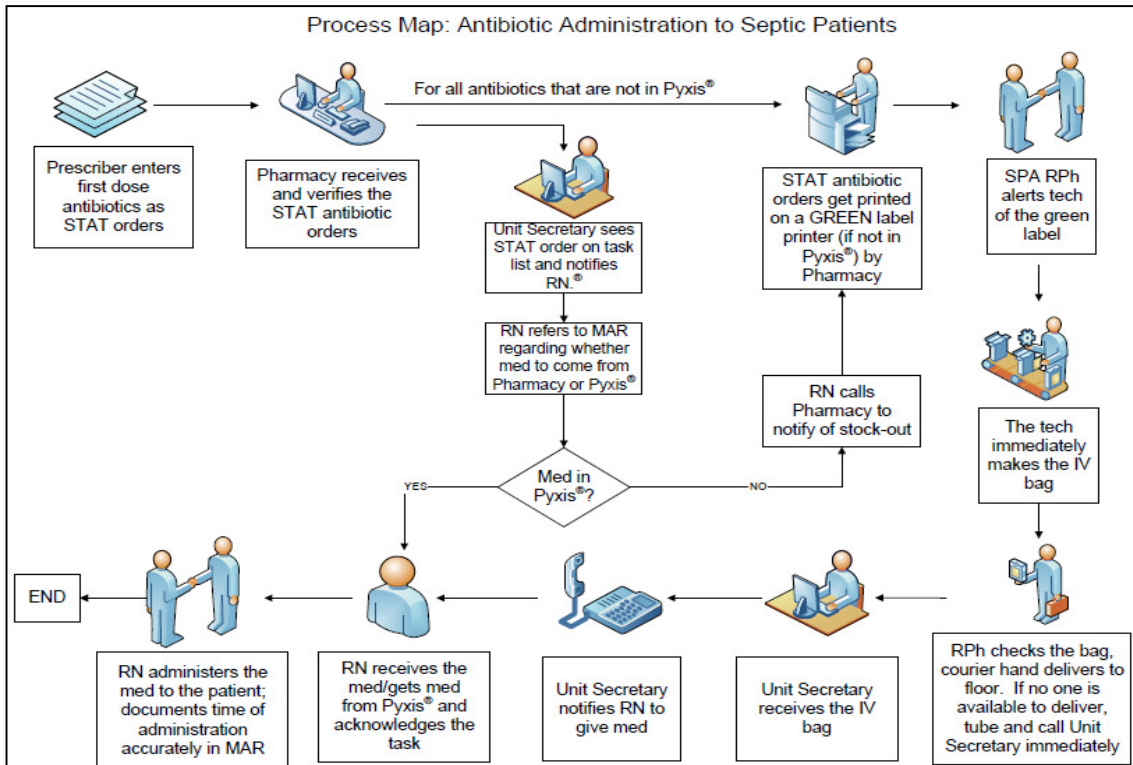 Process Map: Antibiotic Administration to Septic Patients
For all antibiotics that are not in Pyxis®
Prescriber enters
first dose
antibiotics as
STAT orders
Pharmacy receives
and verifies the
STAT antibiotic
orders
Unit Secretary sees
STAT order on task
list and notifies
RN.®
STAT antibiotic
orders get printed
on a GREEN label
printer (if not in
Pyxis®) by
Pharmacy
SPA RPh
alerts tech
of the green
label
RN refers to MAR
regarding whether
med to come from
Pharmacy or Pyxis®
RN calls
Pharmacy to
notify of stock-out
The tech
immediately
makes the IV
bag
Med in
Pyxis®?
YES
NO
END
RN administers the
med to the patient;
documents time of
administration
accurately in MAR
RN receives the
med/gets med
from Pyxis® and
acknowledges the
task
Unit Secretary
notifies RN to
give med
Unit Secretary
receives the IV
bag
RPh checks the bag,
courier hand delivers to
floor. If no one is
available to deliver,
tube and call Unit
Secretary immediately